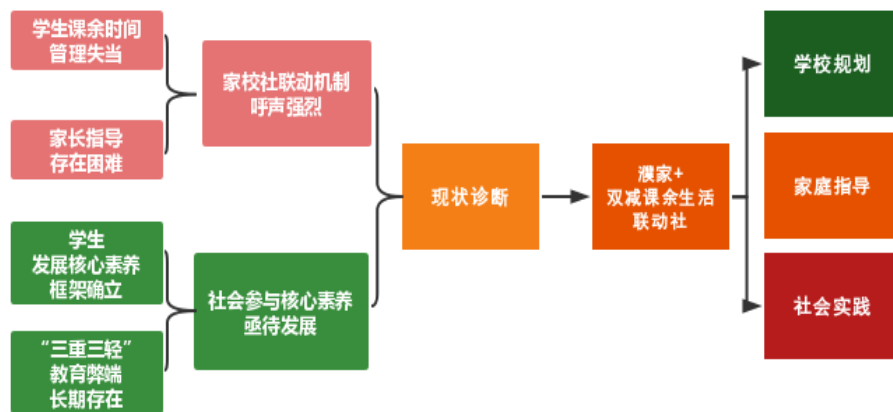 学生课余时间
管理失当
家长指导
存在困难
家校社联动机制
呼声强烈
学生
发展核心素养
框架确立
“三重三轻”
教育弊端
长期存在
社会参与核心素养
亟待发展
现状诊断
濮家+
双减课余生活
联动社
学校规划
家庭指导
社会实践